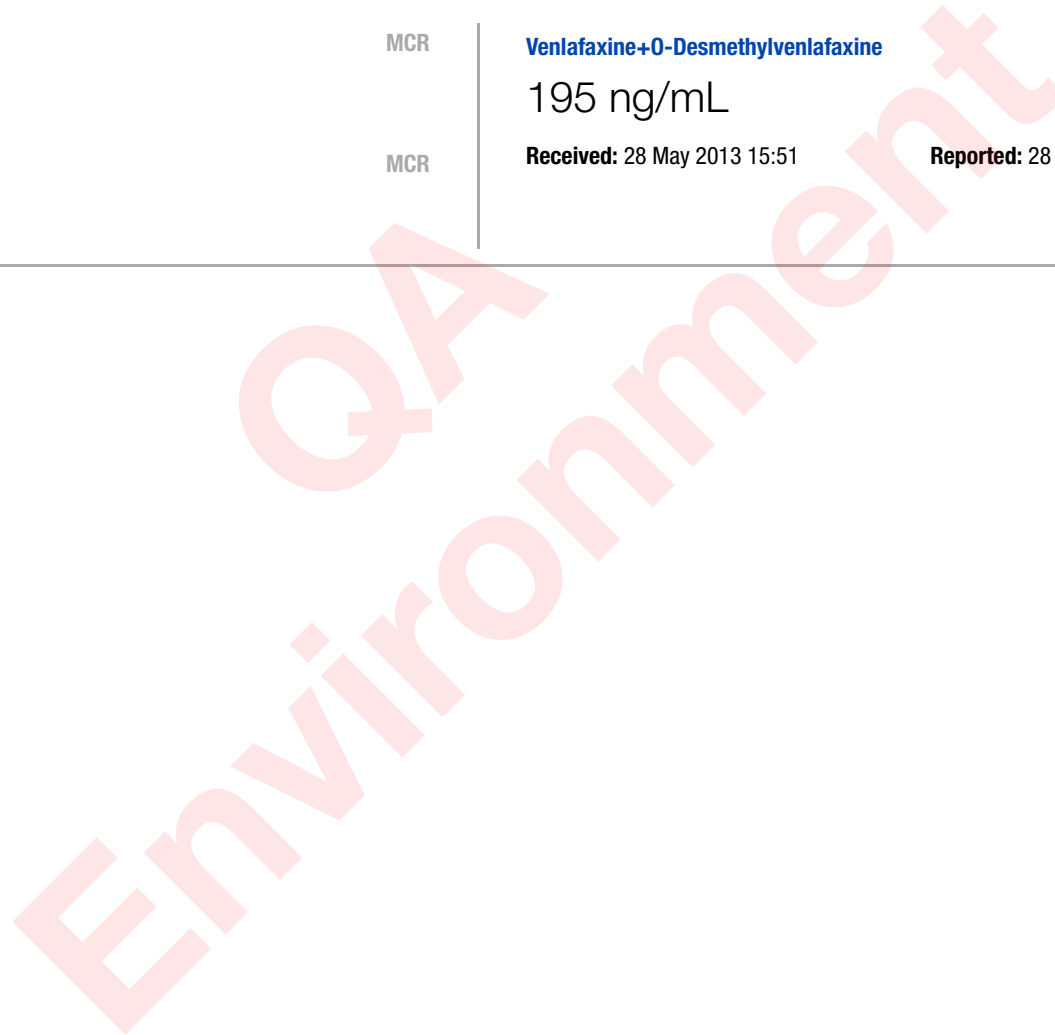 MCR
Venlafaxine+O-Desmethylvenlafaxine
195 ng/mL
Received: 28 May 2013 15:51 Reported: 28
MCR
QA
Environment